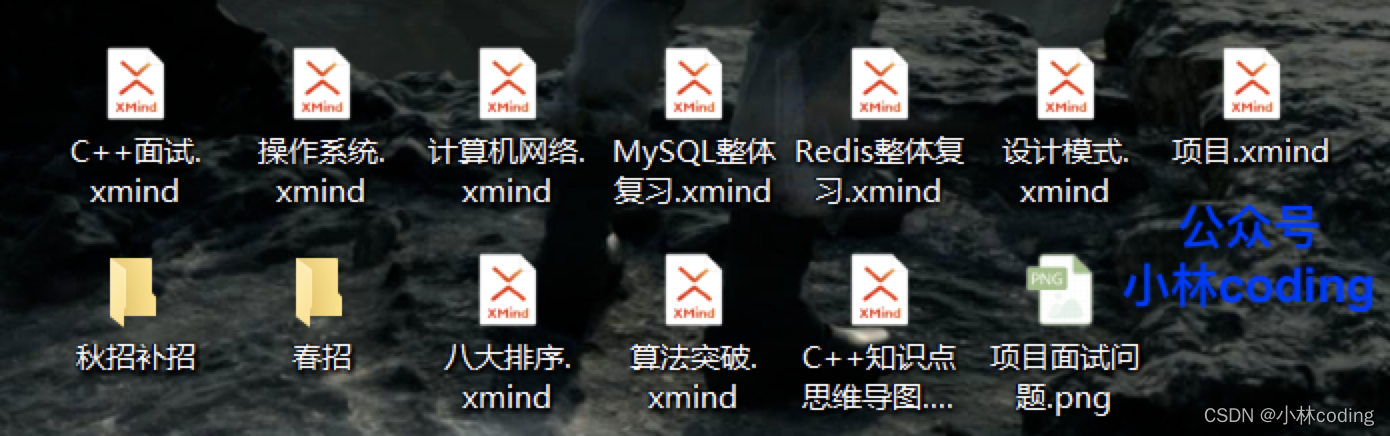 XMind XMind XMind XMind XMind XMind XMind
C++面试. 操作系统. 计算机网络. MySQL整体 Redis整体复 设计模式. 项目.xmind
xmind xmind xmind 复习.xmind 习.xmind xmind
公众号
小林coding
PNG
XMind XMind XMind
秋招补招 春招 八大排序. 算法突破. C++知识点 项目面试问
xmind xmind 思维导图.... 题.png
CSDN @小林coding